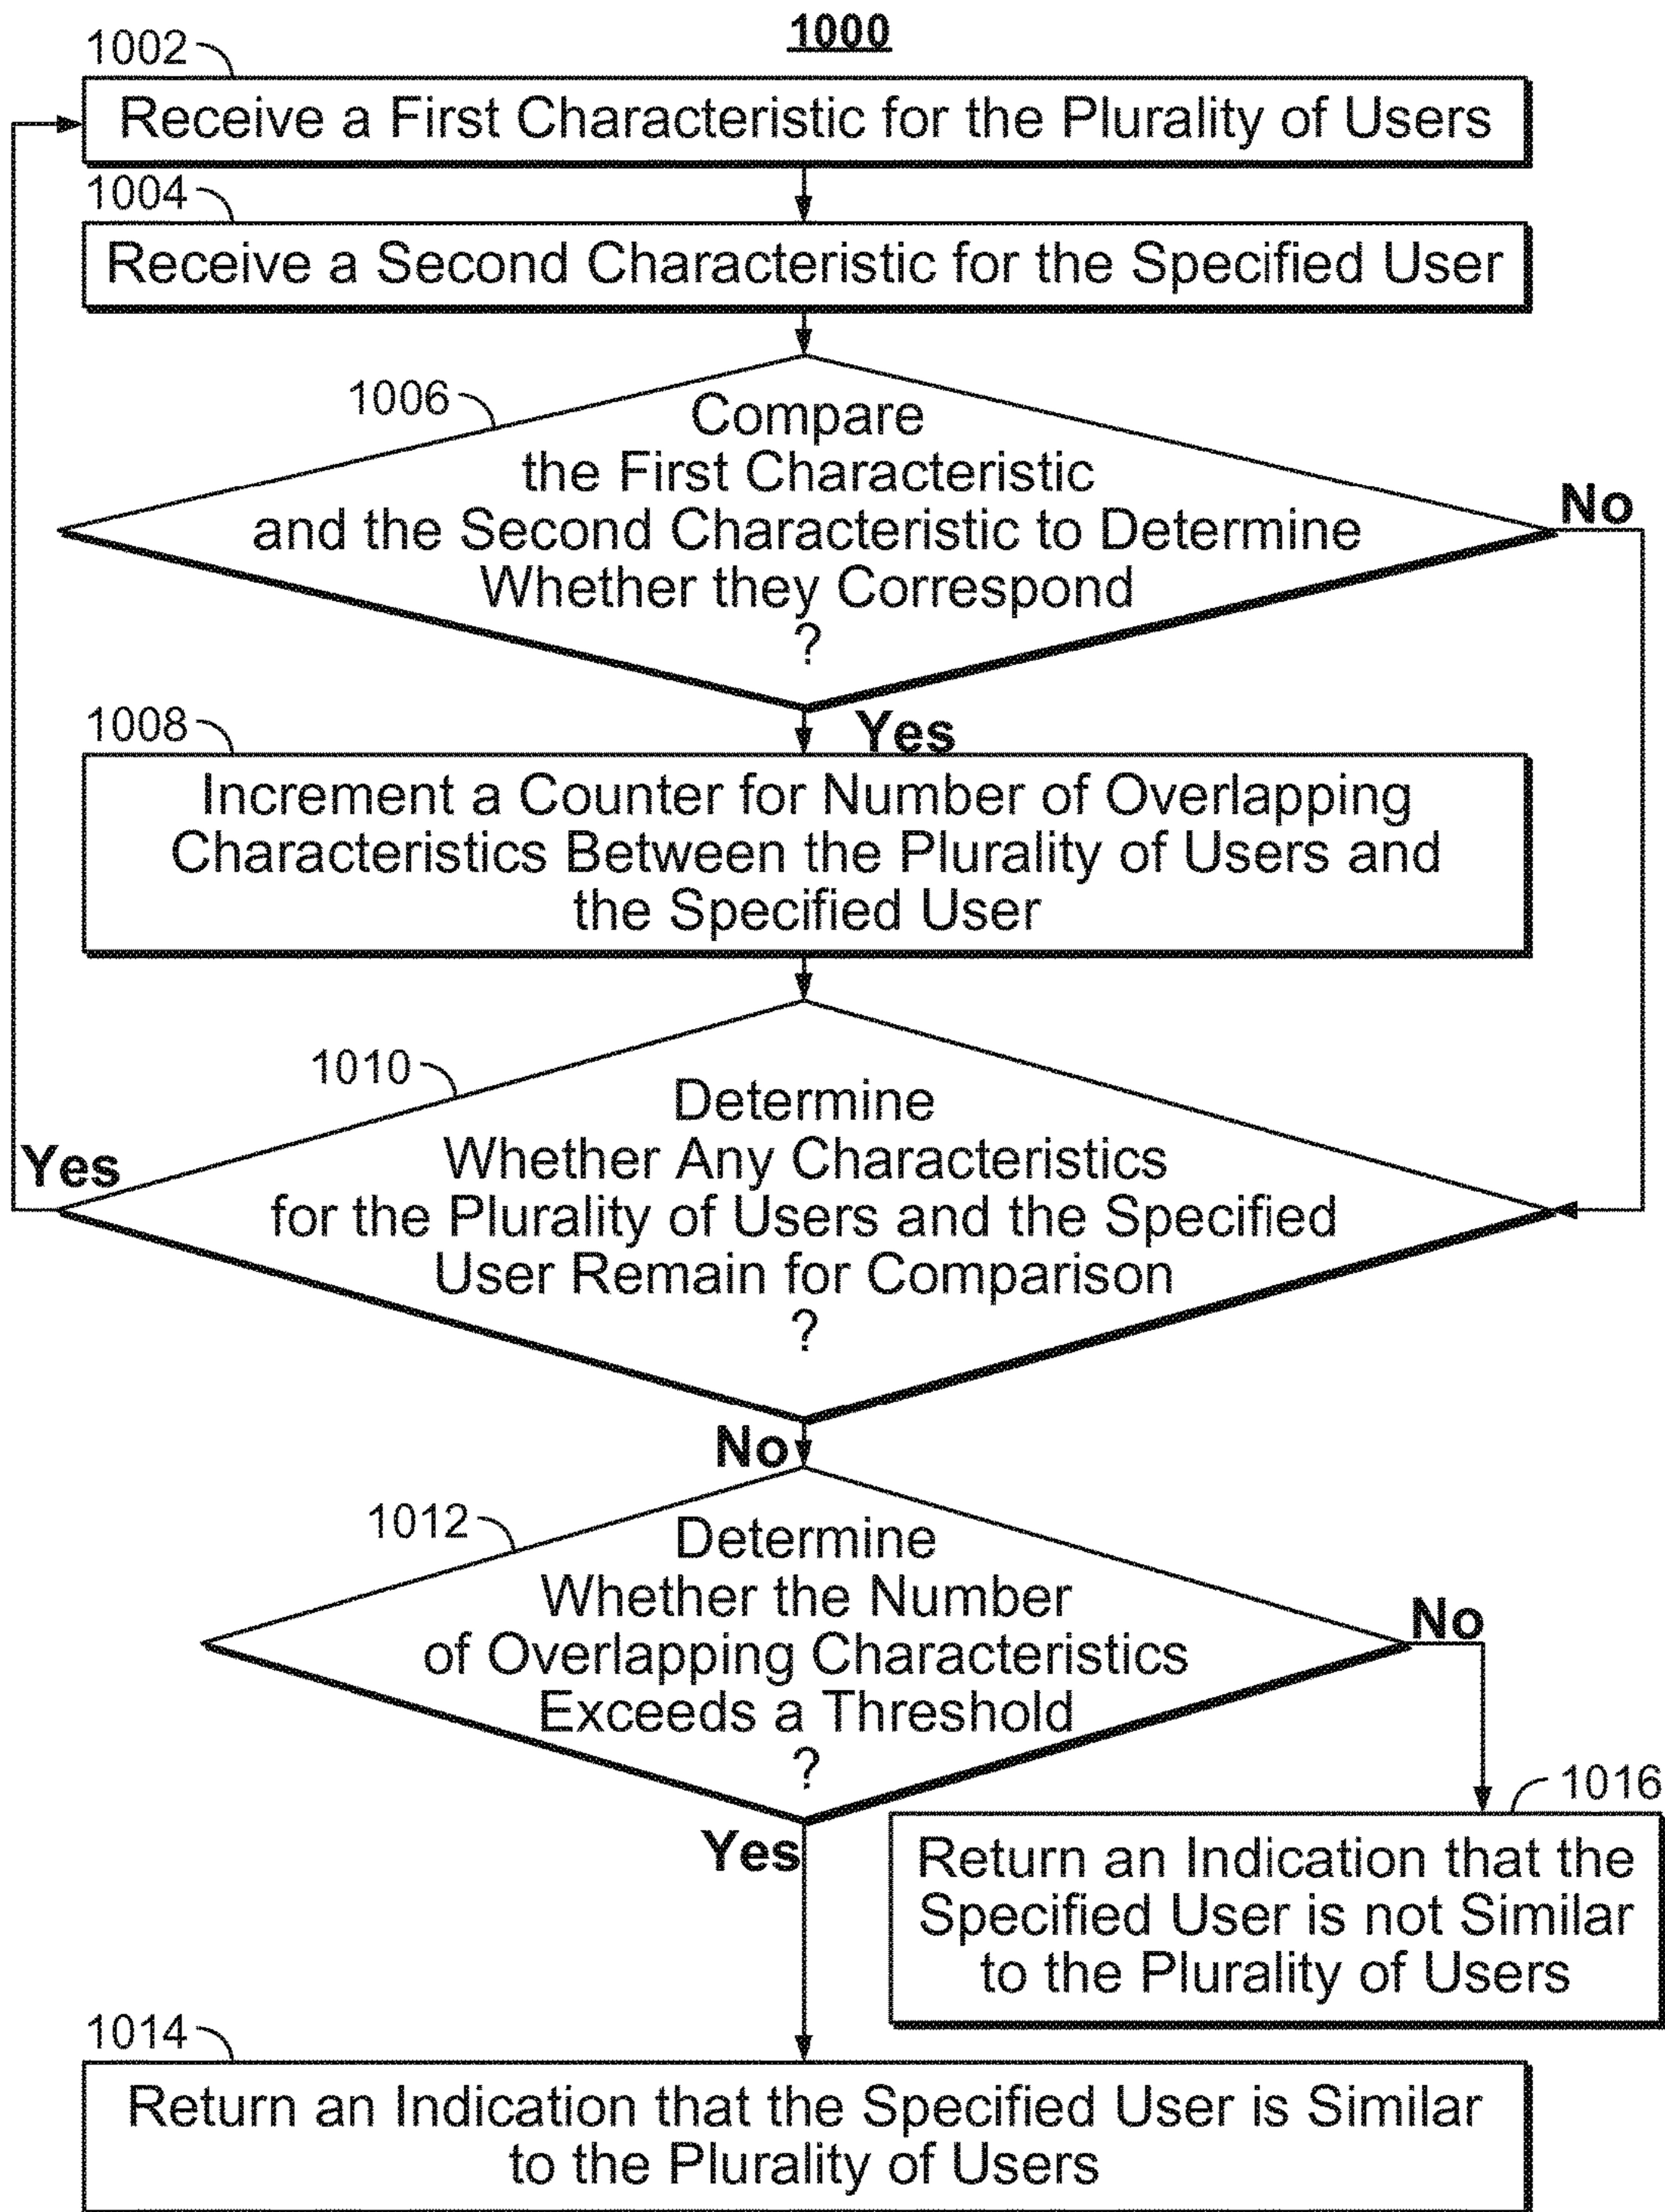 1000
1002
Receive a First Characteristic for the Plurality of Users
1004
Receive a Second Characteristic for the Specified User
1006
Compare
the First Characteristic
and the Second Characteristic to Determine
Whether they Correspond
?
No
Yes
1008
Increment a Counter for Number of Overlapping
Characteristics Between the Plurality of Users and
the Specified User
1010
Determine
Whether Any Characteristics
for the Plurality of Users and the Specified
User Remain for Comparison
?
Yes
No
1012
Determine
Whether the Number
of Overlapping Characteristics
Exceeds a Threshold
?
No
Yes
1016
Return an Indication that the
Specified User is not Similar
to the Plurality of Users
1014
Return an Indication that the Specified User is Similar
to the Plurality of Users